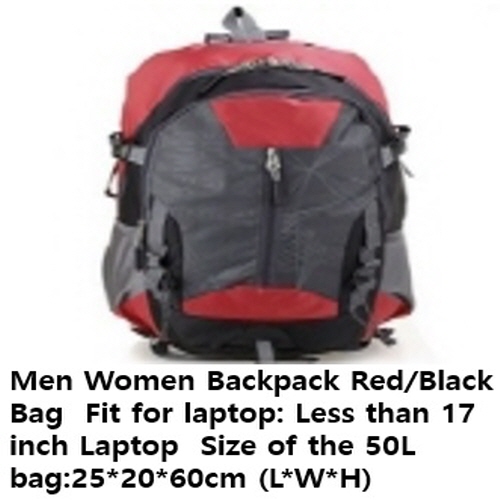 Men Women Backpack Red/Black
Bag  Fit for laptop: Less than 17
inch Laptop  Size of the 50L
bag:25*20*60cm (L*W*H)